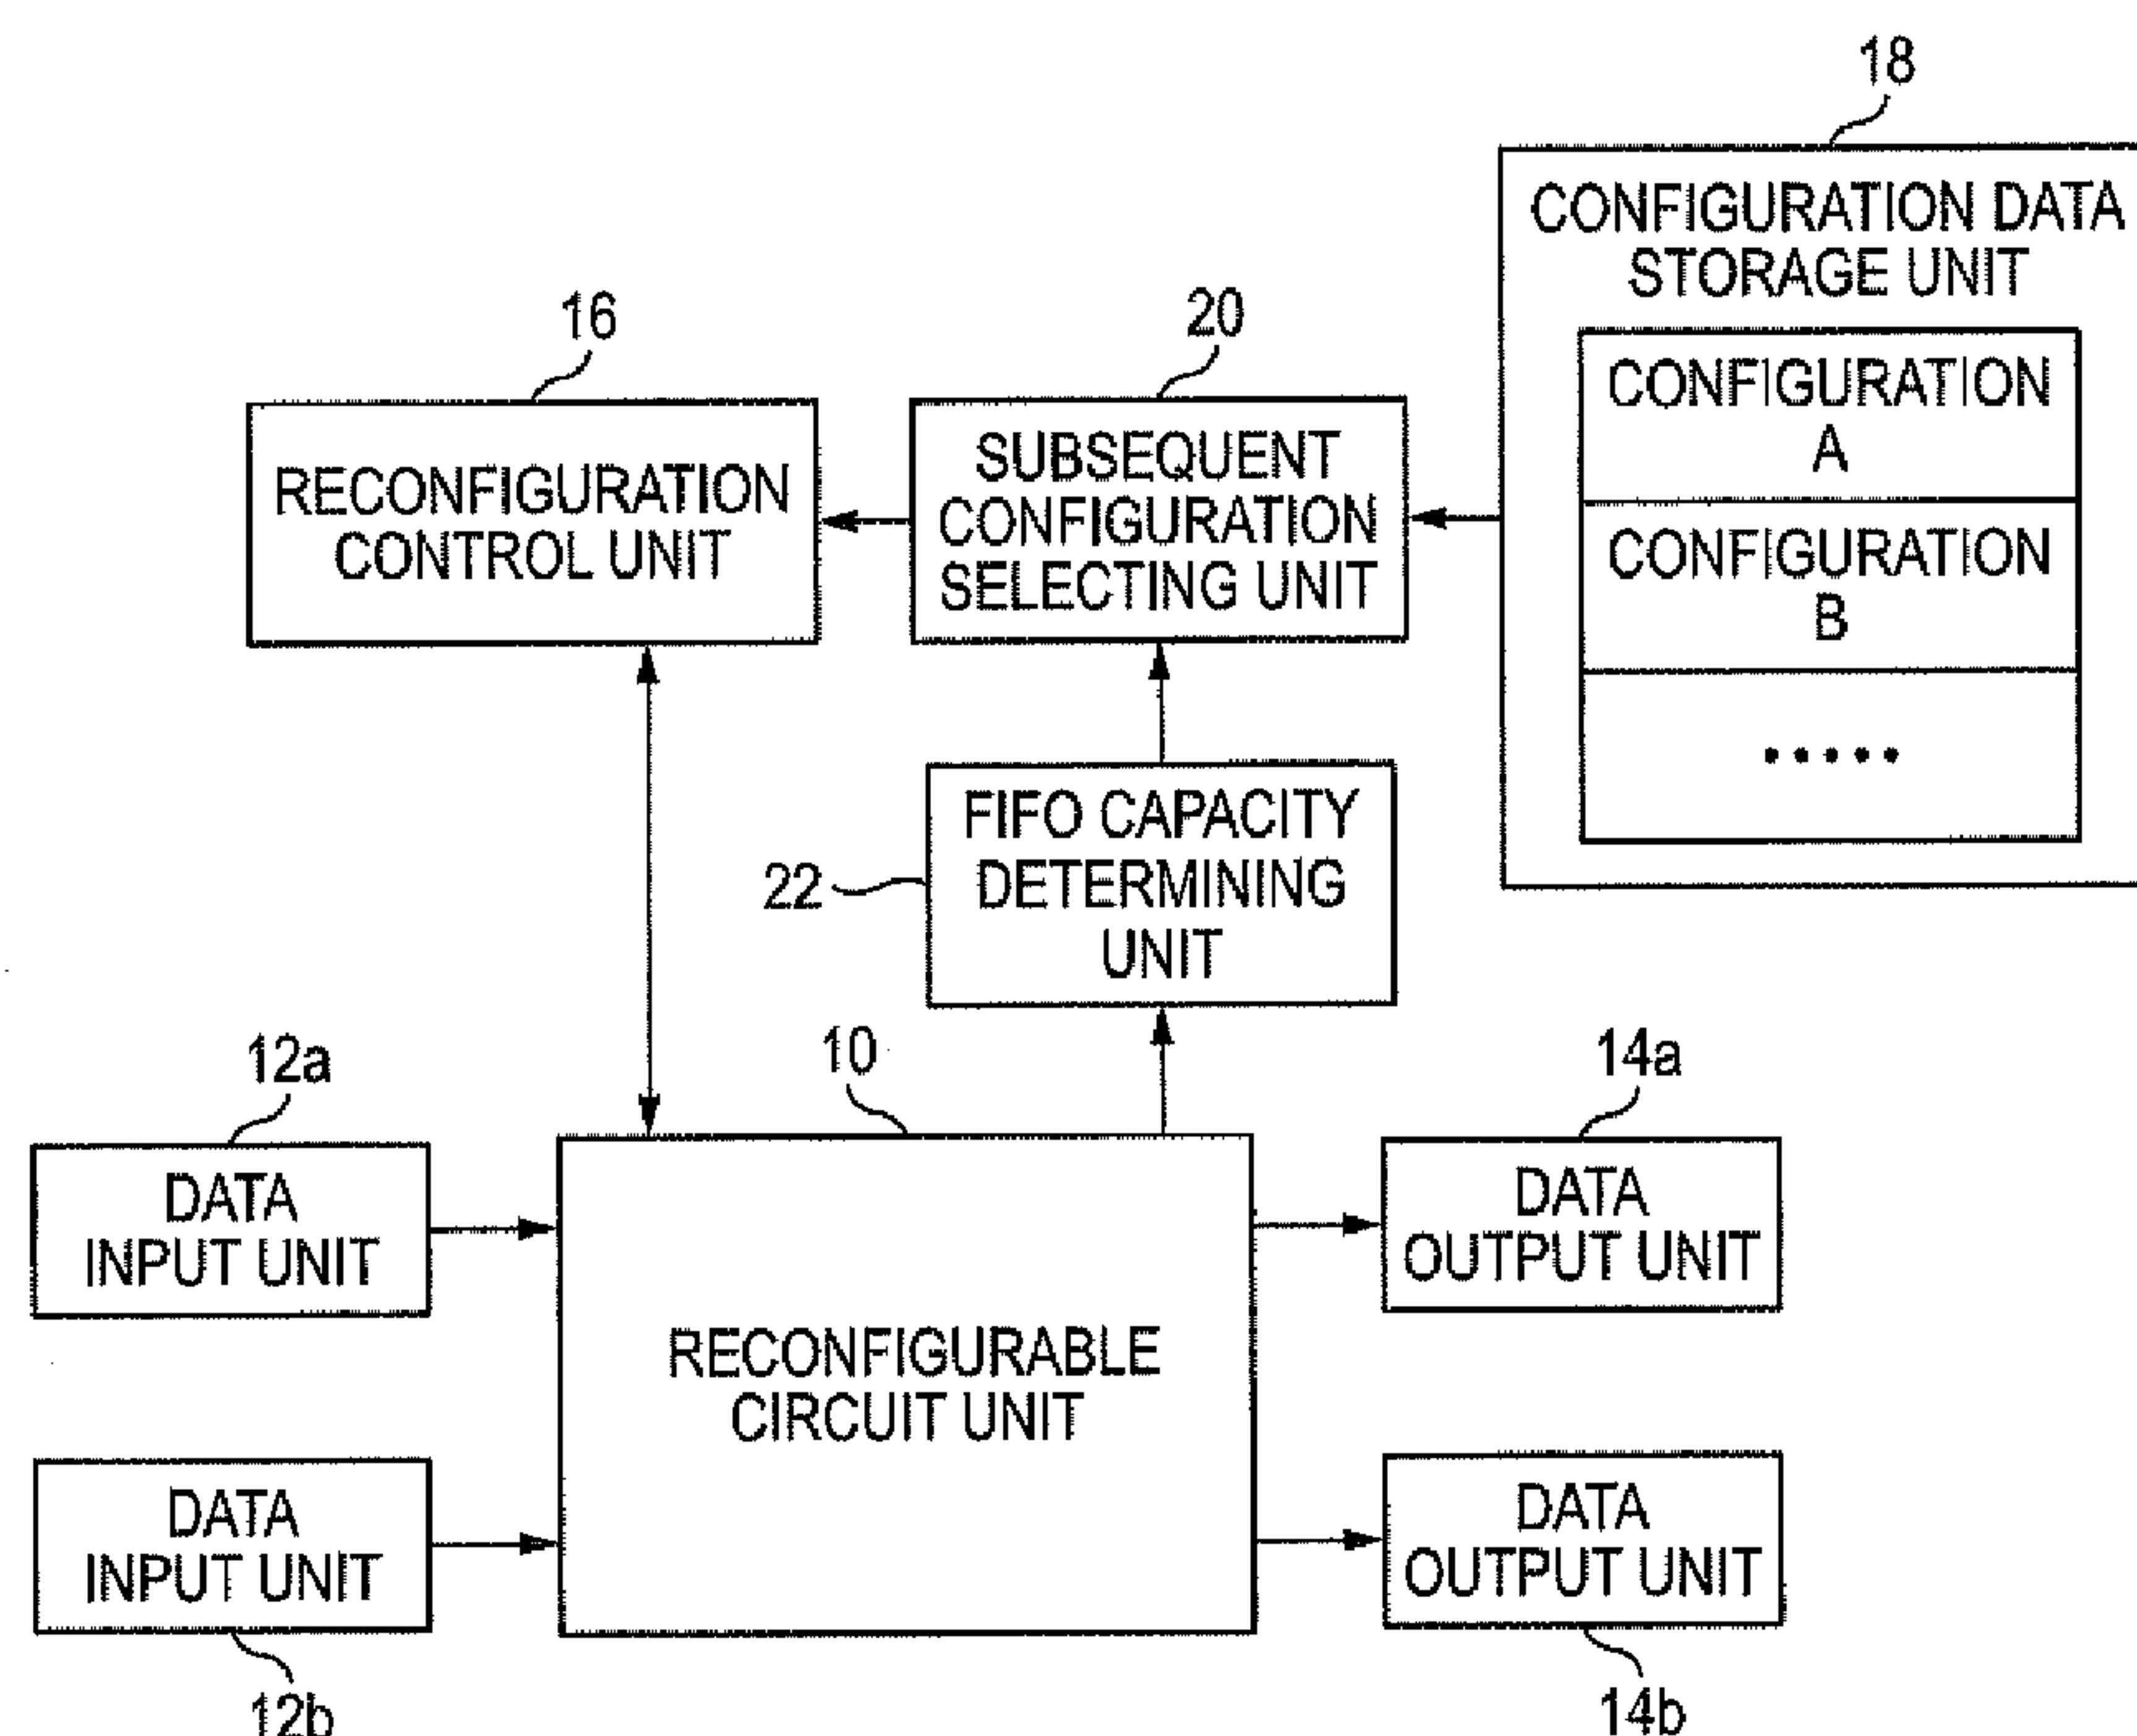 18
CONFIGURATION DATA
STORAGE UNIT
CONFIGURATION
A
CONFIGURATION
B
.....
16
RECONFIGURATION
CONTROL UNIT
20
SUBSEQUENT
CONFIGURATION
SELECTING UNIT
22
FIFO CAPACITY
DETERMINING
UNIT
12a
DATA
INPUT UNIT
10
RECONFIGURABLE
CIRCUIT UNIT
14a
DATA
OUTPUT UNIT
DATA
INPUT UNIT
12b
DATA
OUTPUT UNIT
14b